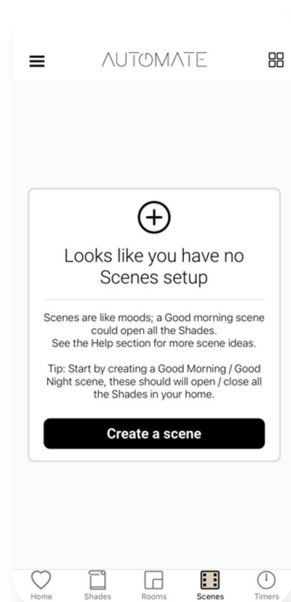 AUTOMATE
Looks like you have no
Scenes setup
Scenes are like moods; a Good morning scene
could open all the Shades.
See the Help section for more scene ideas.
Tip: Start by creating a Good Morning / Good
Night scene, these should will open / close all
the Shades in your home.
Create a scene
Home Shades Rooms Scenes Timers